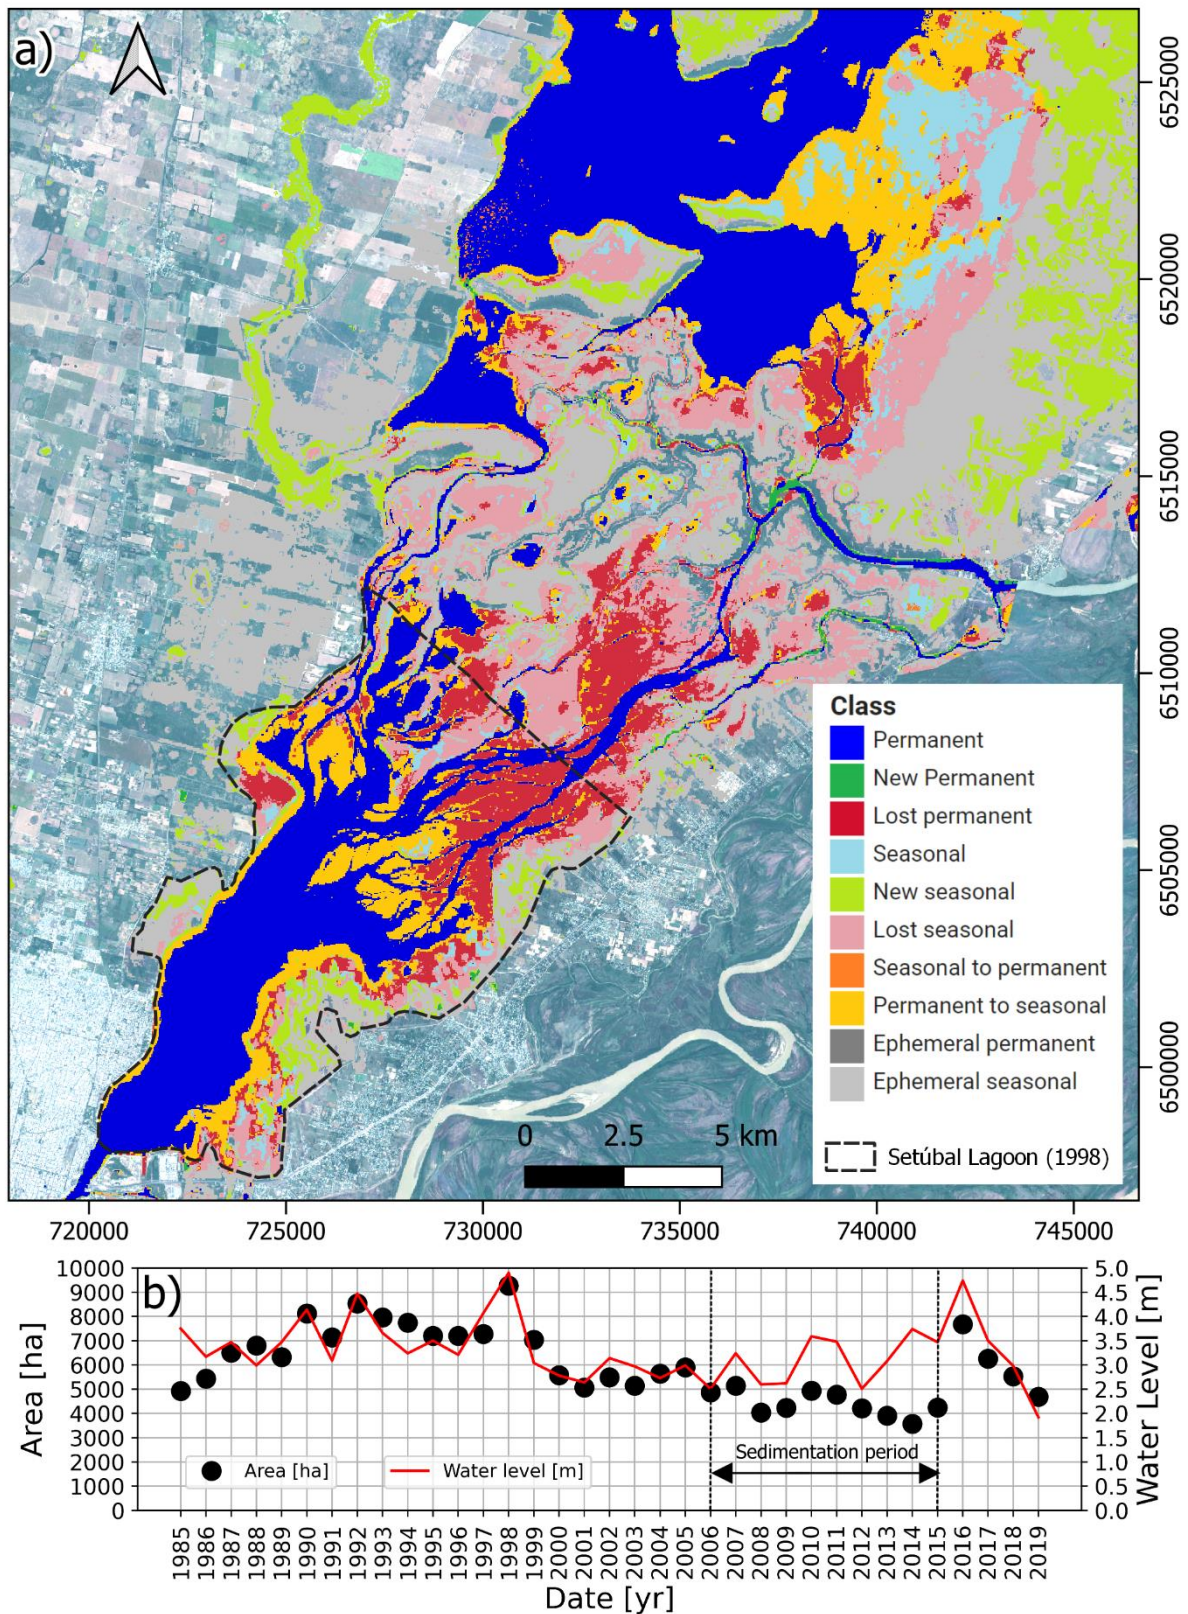 a)
6525000
6520000
6515000
6510000
6505000
6500000
Class
Permanent
New Permanent
Lost permanent
Seasonal
New seasonal
Lost seasonal
Seasonal to permanent
Permanent to seasonal
Ephemeral permanent
Ephemeral seasonal
Setúbal Lagoon (1998)
0 2.5 5 km
720000 725000 730000 735000 740000 745000
b)
Area [ha]
10000
9000
8000
7000
6000
5000
4000
3000
2000
1000
0
5.0
4.5
4.0
3.5
3.0
2.5
2.0
1.5
1.0
0.5
0.0
Water Level [m]
Sedimentation period
Area [ha]
Water level [m]
1985 1986 1987 1988 1989 1990 1991 1992 1993 1994 1995 1996 1997 1998 1999 2000 2001 2002 2003 2004 2005 2006 2007 2008 2009 2010 2011 2012 2013 2014 2015 2016 2017 2018 2019
Date [yr]